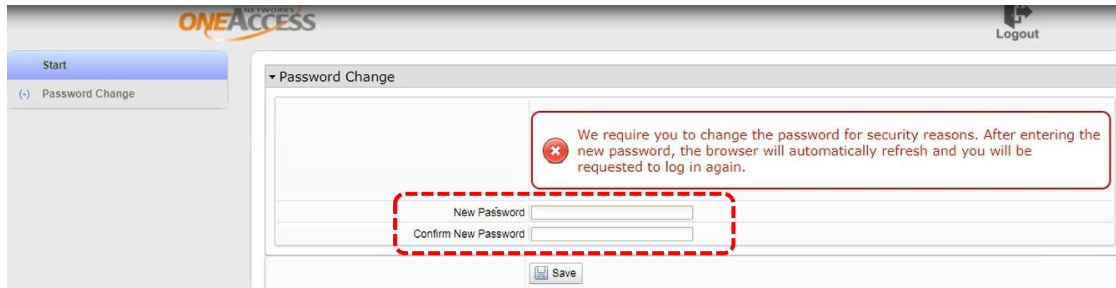 NETWORKS
ONEACCESS
Logout
Start
(-) Password Change
Password Change
We require you to change the password for security reasons. After entering the
new password, the browser will automatically refresh and you will be
requested to log in again.
New Password
Confirm New Password
Save